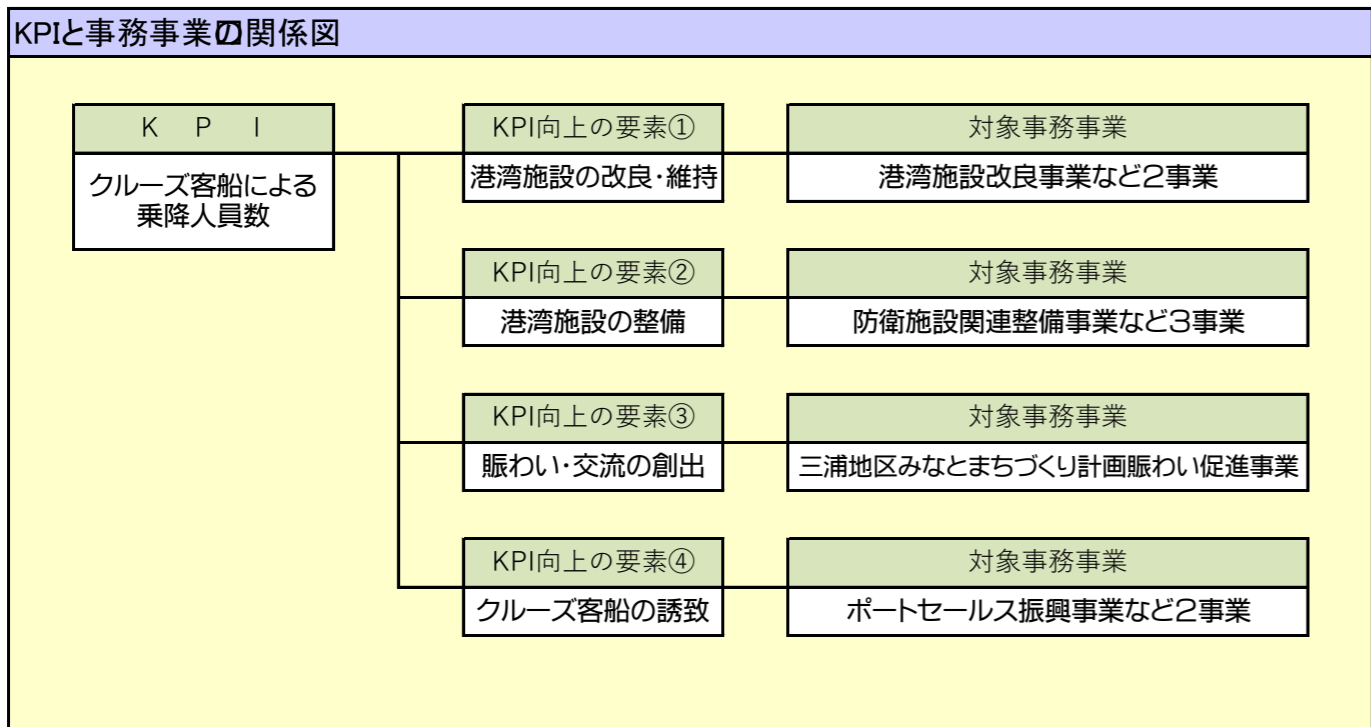 KPIと事務事業の関係図
K P I
クルーズ客船による
乗降人員数
KPI向上の要素①
港湾施設の改良・維持
対象事務事業
港湾施設改良事業など2事業
KPI向上の要素②
港湾施設の整備
対象事務事業
防衛施設関連整備事業など3事業
KPI向上の要素③
賑わい・交流の創出
対象事務事業
三浦地区みなとまちづくり計画賑わい促進事業
KPI向上の要素④
クルーズ客船の誘致
対象事務事業
ポートセールス振興事業など2事業